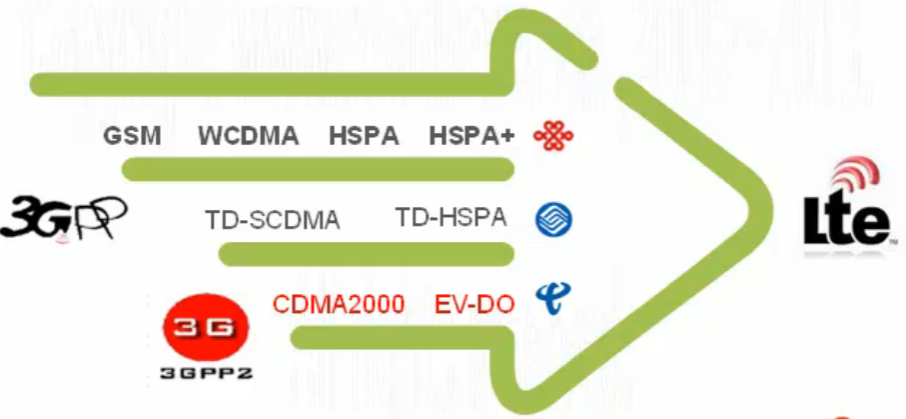 GSM WCDMA HSPA HSPA+
3GPP
TD-SCDMA TD-HSPA
Lte
CDMA2000 EV-DO
3G
3GPP2